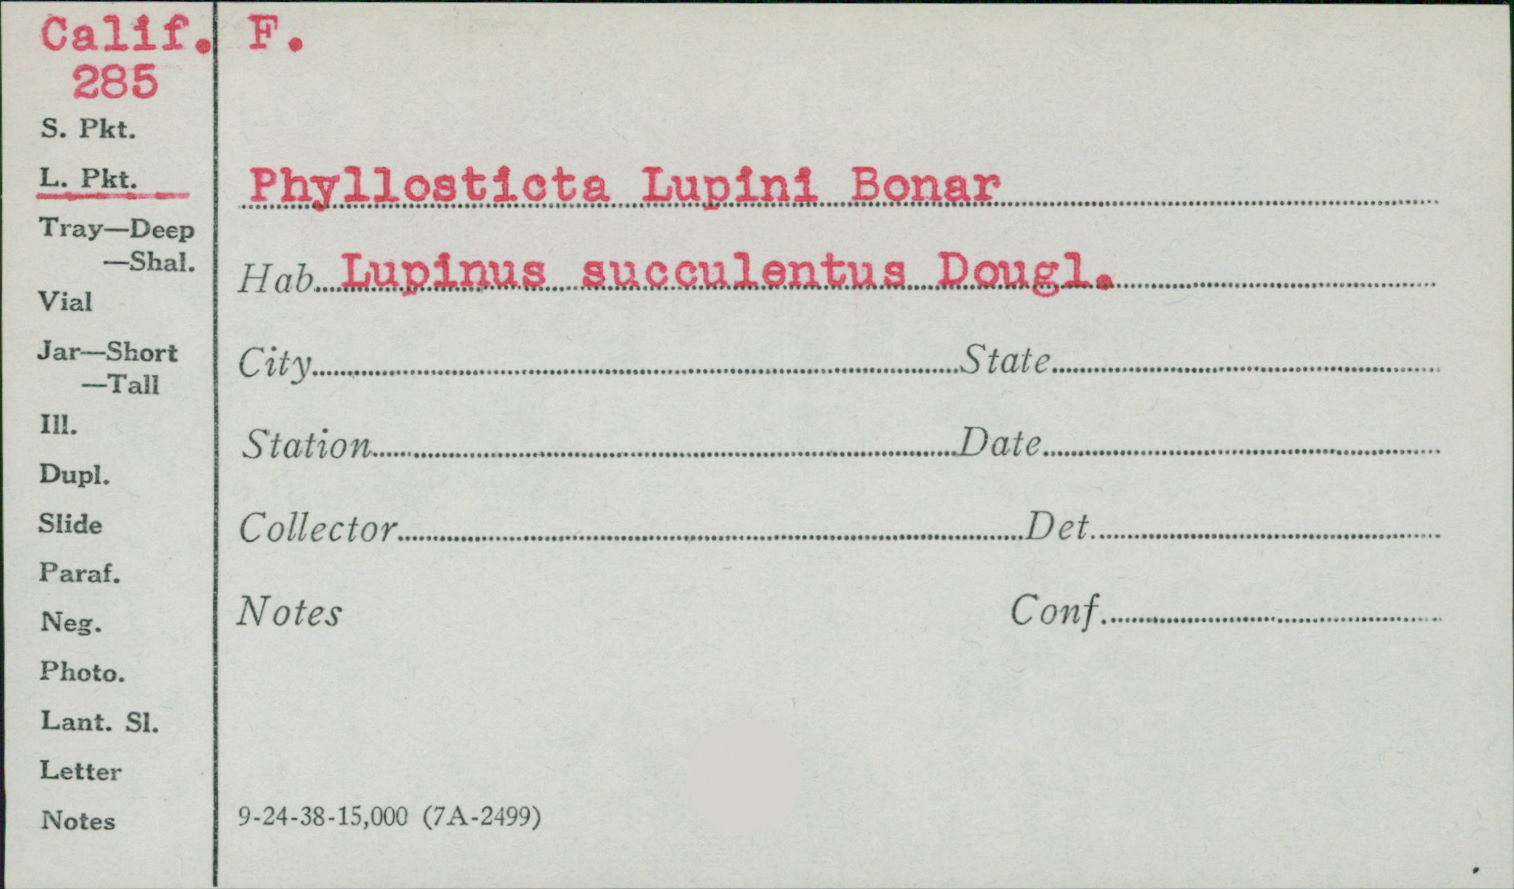 Calif. F.
285
S. Pkt.
L. Pkt.
Phyllosticta Lupini Bonar
Tray—Deep
—Shal.
Hab. Lupinus succulentus Dougl.
Vial
Jar—Short
—Tall
City State
Ill.
Station Date
Dupl.
Slide
Collector Det.
Paraf.
Neg.
Notes Conf.
Photo.
Lant. Sl.
Letter
Notes
9-24-38-15,000 (7A-2499)